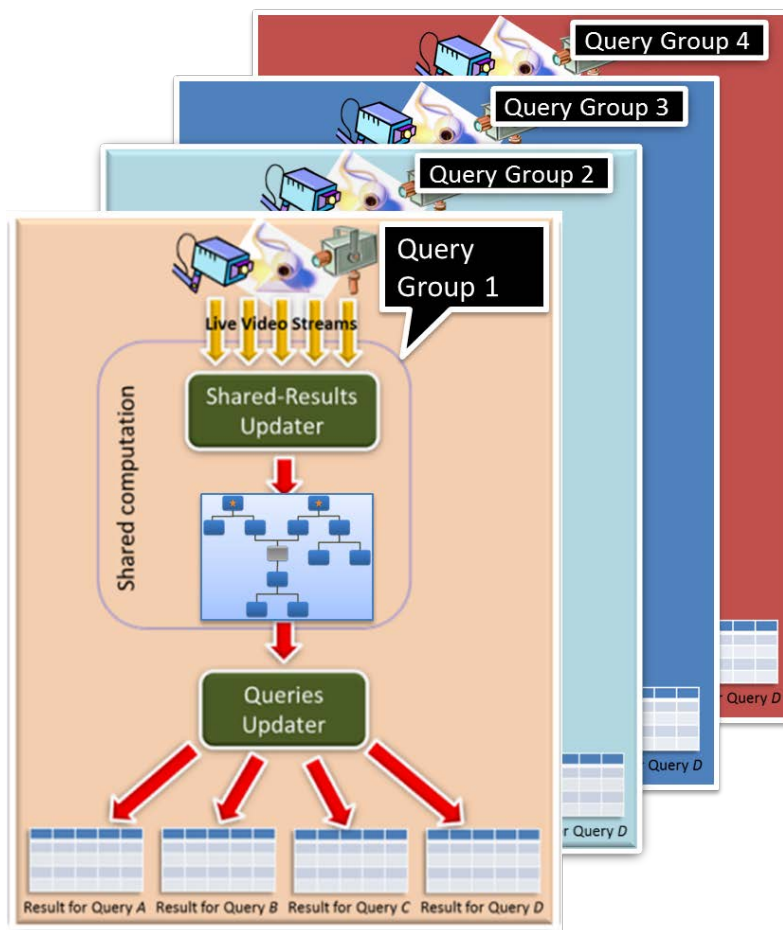 Query Group 4
Query Group 3
Query Group 2
Query
Group 1
Live Video Streams
Shared computation
Shared-Results
Updater
Queries
Updater
Result for Query A
Result for Query B
Result for Query C
Result for Query D
r Query D
Query D
r Query D